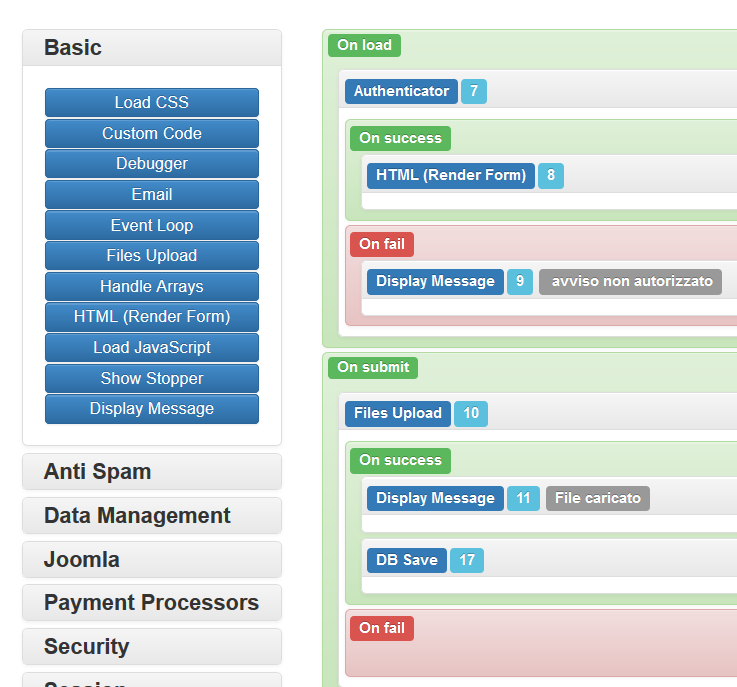 Basic
Load CSS
Custom Code
Debugger
Email
Event Loop
Files Upload
Handle Arrays
HTML (Render Form)
Load JavaScript
Show Stopper
Display Message
Anti Spam
Data Management
Joomla
Payment Processors
Security
Session
On load
Authenticator 7
On success
HTML (Render Form) 8
On fail
Display Message 9 avviso non autorizzato
On submit
Files Upload 10
On success
Display Message 11 File caricato
DB Save 17
On fail